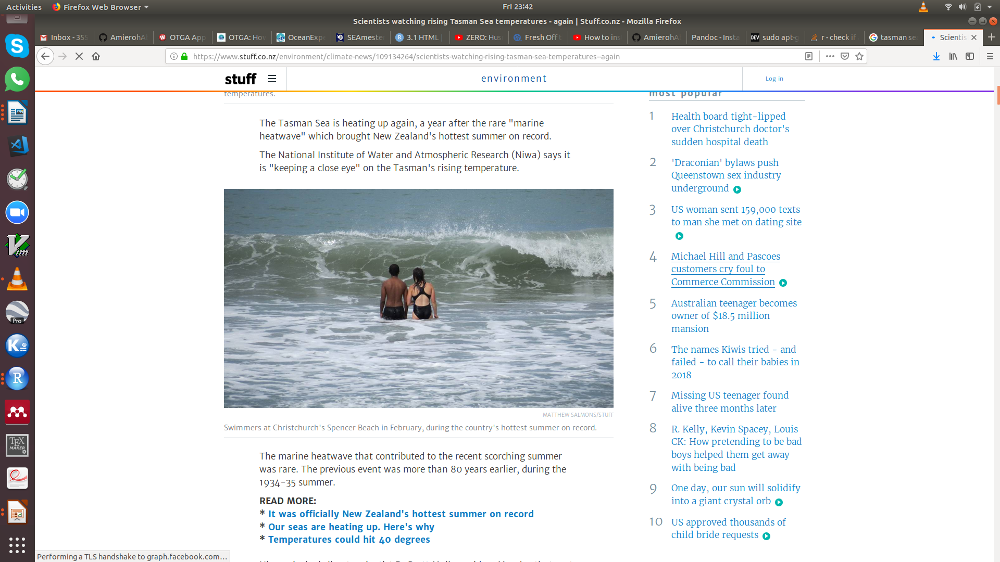 Activities
Firefox Web Browser
Fri 23:42
Scientists watching rising Tasman Sea temperatures - again | Stuff.co.nz - Mozilla Firefox
Inbox - 355
AmierohA
OTGA App
OTGA: Ho
OceanExp
SEAmeste
3.1 HTML |
ZERO: Hus
Fresh Off t
How to ins
AmierohA
Pandoc - Insta
sudo apt-g
r - check if
tasman se
Scientis
https://www.stuff.co.nz/environment/climate-news/109134264/scientists-watching-rising-tasman-sea-temperatures--again
stuff
environment
Log in
temperatures.
The Tasman Sea is heating up again, a year after the rare "marine
heatwave" which brought New Zealand's hottest summer on record.
The National Institute of Water and Atmospheric Research (Niwa) says it
is "keeping a close eye" on the Tasman's rising temperature.
MATTHEW SALMONS/STUFF
Swimmers at Christchurch's Spencer Beach in February, during the country's hottest summer on record.
The marine heatwave that contributed to the recent scorching summer
was rare. The previous event was more than 80 years earlier, during the
1934-35 summer.
READ MORE:
* It was officially New Zealand's hottest summer on record
* Our seas are heating up. Here's why
* Temperatures could hit 40 degrees
most popular
1 Health board tight-lipped
over Christchurch doctor's
sudden hospital death
2 'Draconian' bylaws push
Queenstown sex industry
underground
3 US woman sent 159,000 texts
to man she met on dating site
4 Michael Hill and Pascoes
customers cry foul to
Commerce Commission
5 Australian teenager becomes
owner of $18.5 million
mansion
6 The names Kiwis tried - and
failed - to call their babies in
2018
7 Missing US teenager found
alive three months later
8 R. Kelly, Kevin Spacey, Louis
CK: How pretending to be bad
boys helped them get away
with being bad
9 One day, our sun will solidify
into a giant crystal orb
10 US approved thousands of
child bride requests
Vim
Pro
Kile
R
TEX
MAKER
Performing a TLS handshake to graph.facebook.com…